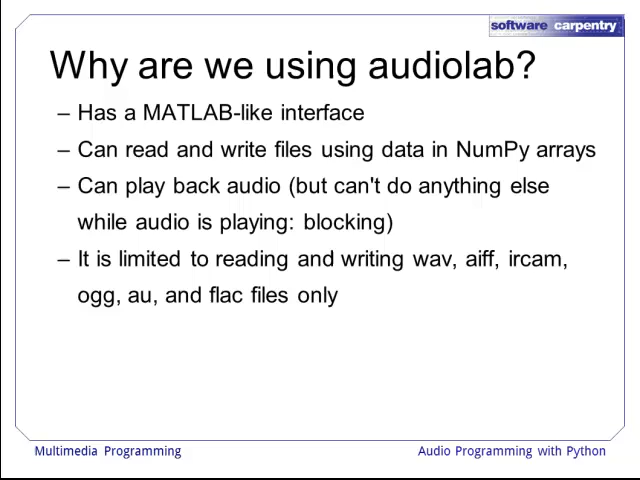 software carpentry
Why are we using audiolab?
– Has a MATLAB-like interface
– Can read and write files using data in NumPy arrays
– Can play back audio (but can't do anything else
while audio is playing: blocking)
– It is limited to reading and writing wav, aiff, ircam,
ogg, au, and flac files only
Multimedia Programming
Audio Programming with Python